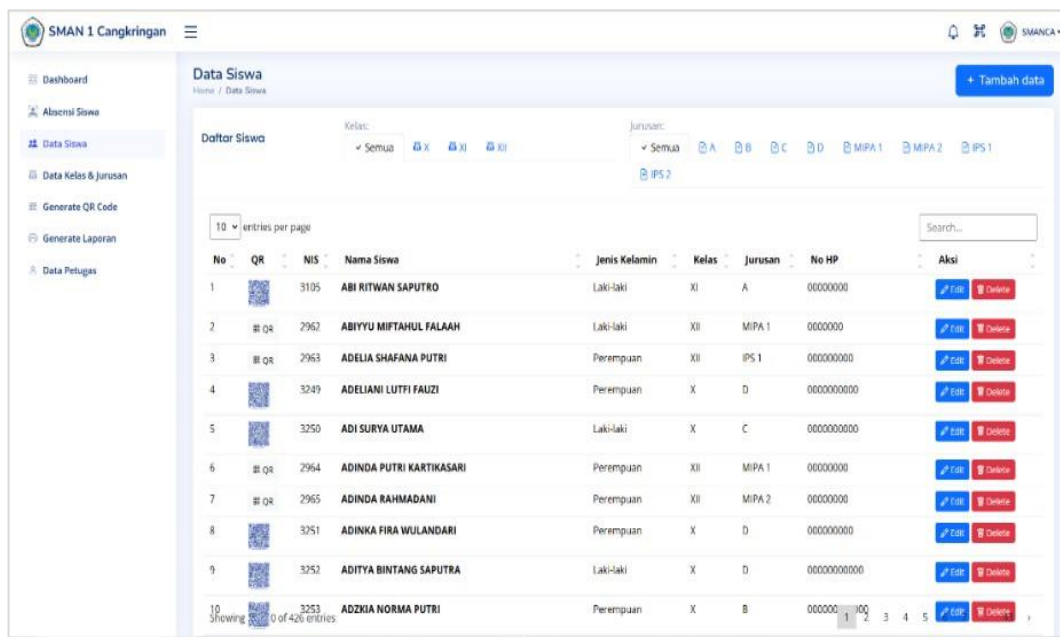 SMAN 1 Cangkringan
SMANCA
Dashboard
Absensi Siswa
Data Siswa
Data Kelas & Jurusan
Generate QR Code
Generate Laporan
Data Petugas
Data Siswa
Home / Data Siswa
+ Tambah data
Daftar Siswa
Kelas:
Semua X XI XII
Jurusan:
Semua A B C D MIPA 1 MIPA 2 IPS 1
IPS 2
10 entries per page
Search...
No QR NIS Nama Siswa Jenis Kelamin Kelas Jurusan No HP Aksi
1 3105 ABI RITWAN SAPUTRO Laki-laki XI A 00000000 Edit Delete
2 QR 2962 ABIYYU MIFTAHUL FALAAH Laki-laki XII MIPA 1 0000000 Edit Delete
3 QR 2963 ADELIA SHAFANA PUTRI Perempuan XII IPS 1 000000000 Edit Delete
4 3249 ADELIANI LUTFI FAUZI Perempuan X D 0000000000 Edit Delete
5 3250 ADI SURYA UTAMA Laki-laki X C 0000000000 Edit Delete
6 QR 2964 ADINDA PUTRI KARTIKASARI Perempuan XII MIPA 1 00000000 Edit Delete
7 QR 2965 ADINDA RAHMADANI Perempuan XII MIPA 2 00000000 Edit Delete
8 3251 ADINKA FIRA WULANDARI Perempuan X D 000000000 Edit Delete
9 3252 ADITYA BINTANG SAPUTRA Laki-laki X D 00000000000 Edit Delete
10 3253 ADZKIA NORMA PUTRI Perempuan X B Edit Delete
Showing of 426 entries 1 2 3 4 5